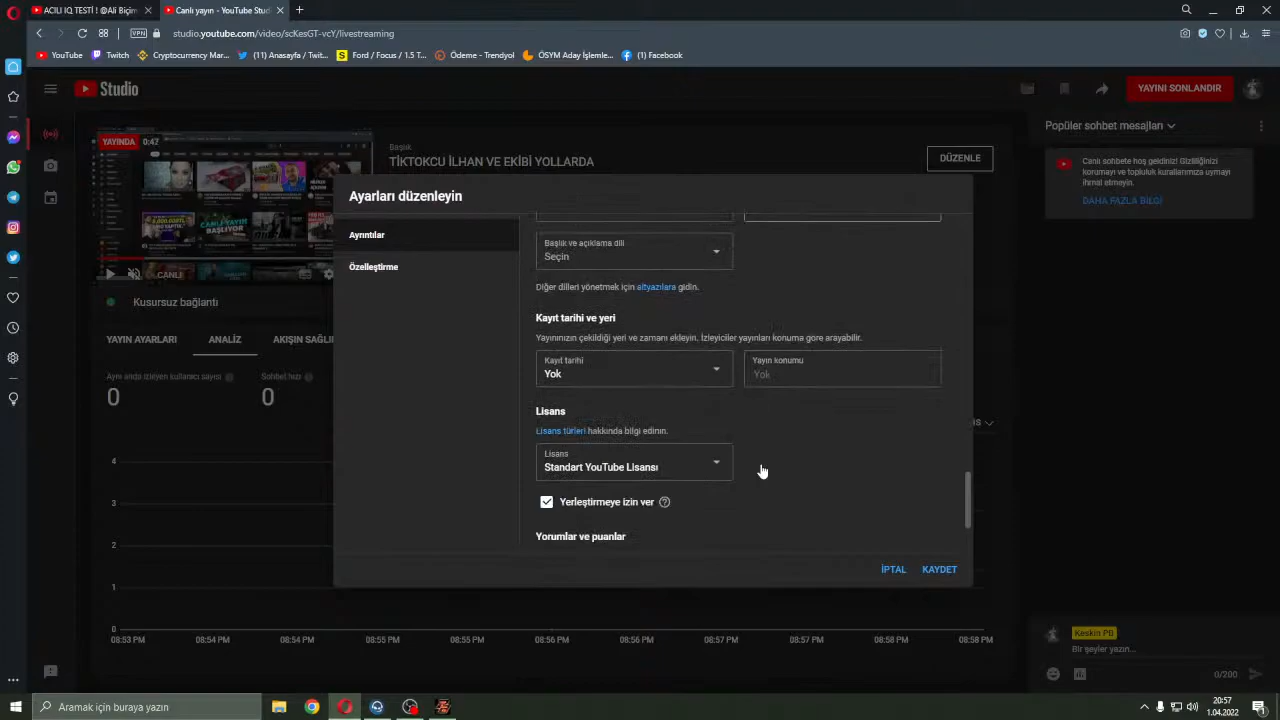 ACILI IQ TEST ! @Ali Biçim
Canlı yayın - YouTube Stud
VPN
studio.youtube.com/video/scKesGT-vcY/livestreaming
YouTube
Twitch
Cryptocurrency Mar...
(11) Anasayfa / Twitt...
Ford / Focus / 1.5 T...
Ödeme - Trendyol
ÖSYM Aday İşlemle...
(1) Facebook
Studio
YAYINI SONLANDIR
YAYINDA
0:42
CANLI YAYIN
BAŞLIYOR
CANLI
Başlık
TİKTOKCU İLHAN VE EKİBİ YOLLARDA
DÜZENLE
Popüler sohbet mesajları
Canlı sohbete hoş geldiniz! Gizliliğinizi
korumayı ve topluluk kurallarımıza uymayı
ihmal etmeyin.
DAHA FAZLA BİLGİ
Kusursuz bağlantı
YAYIN AYARLARI
ANALİZ
AKIŞIN SAĞLI
Aynı anda izleyen kullanıcı sayısı
Sohbet hızı
0
0
4
3
2
1
0
08:53 PM
08:54 PM
08:54 PM
08:55 PM
08:55 PM
08:56 PM
08:56 PM
08:57 PM
08:57 PM
08:58 PM
08:58 PM
Ayarları düzenleyin
Ayrıntılar
Özelleştirme
Başlık ve açıklama dili
Seçin
Diğer dilleri yönetmek için altyazılara gidin.
Kayıt tarihi ve yeri
Yayınınızın çekildiği yeri ve zamanı ekleyin. İzleyiciler yayınları konuma göre arayabilir.
Kayıt tarihi
Yok
Yayın konumu
Yok
Lisans
Lisans türleri hakkında bilgi edinin.
Lisans
Standart YouTube Lisansı
Yerleştirmeye izin ver
Yorumlar ve puanlar
İPTAL
KAYDET
Keskin PB
Bir şeyler yazın...
0/200
Aramak için buraya yazın
20:57
1.04.2022